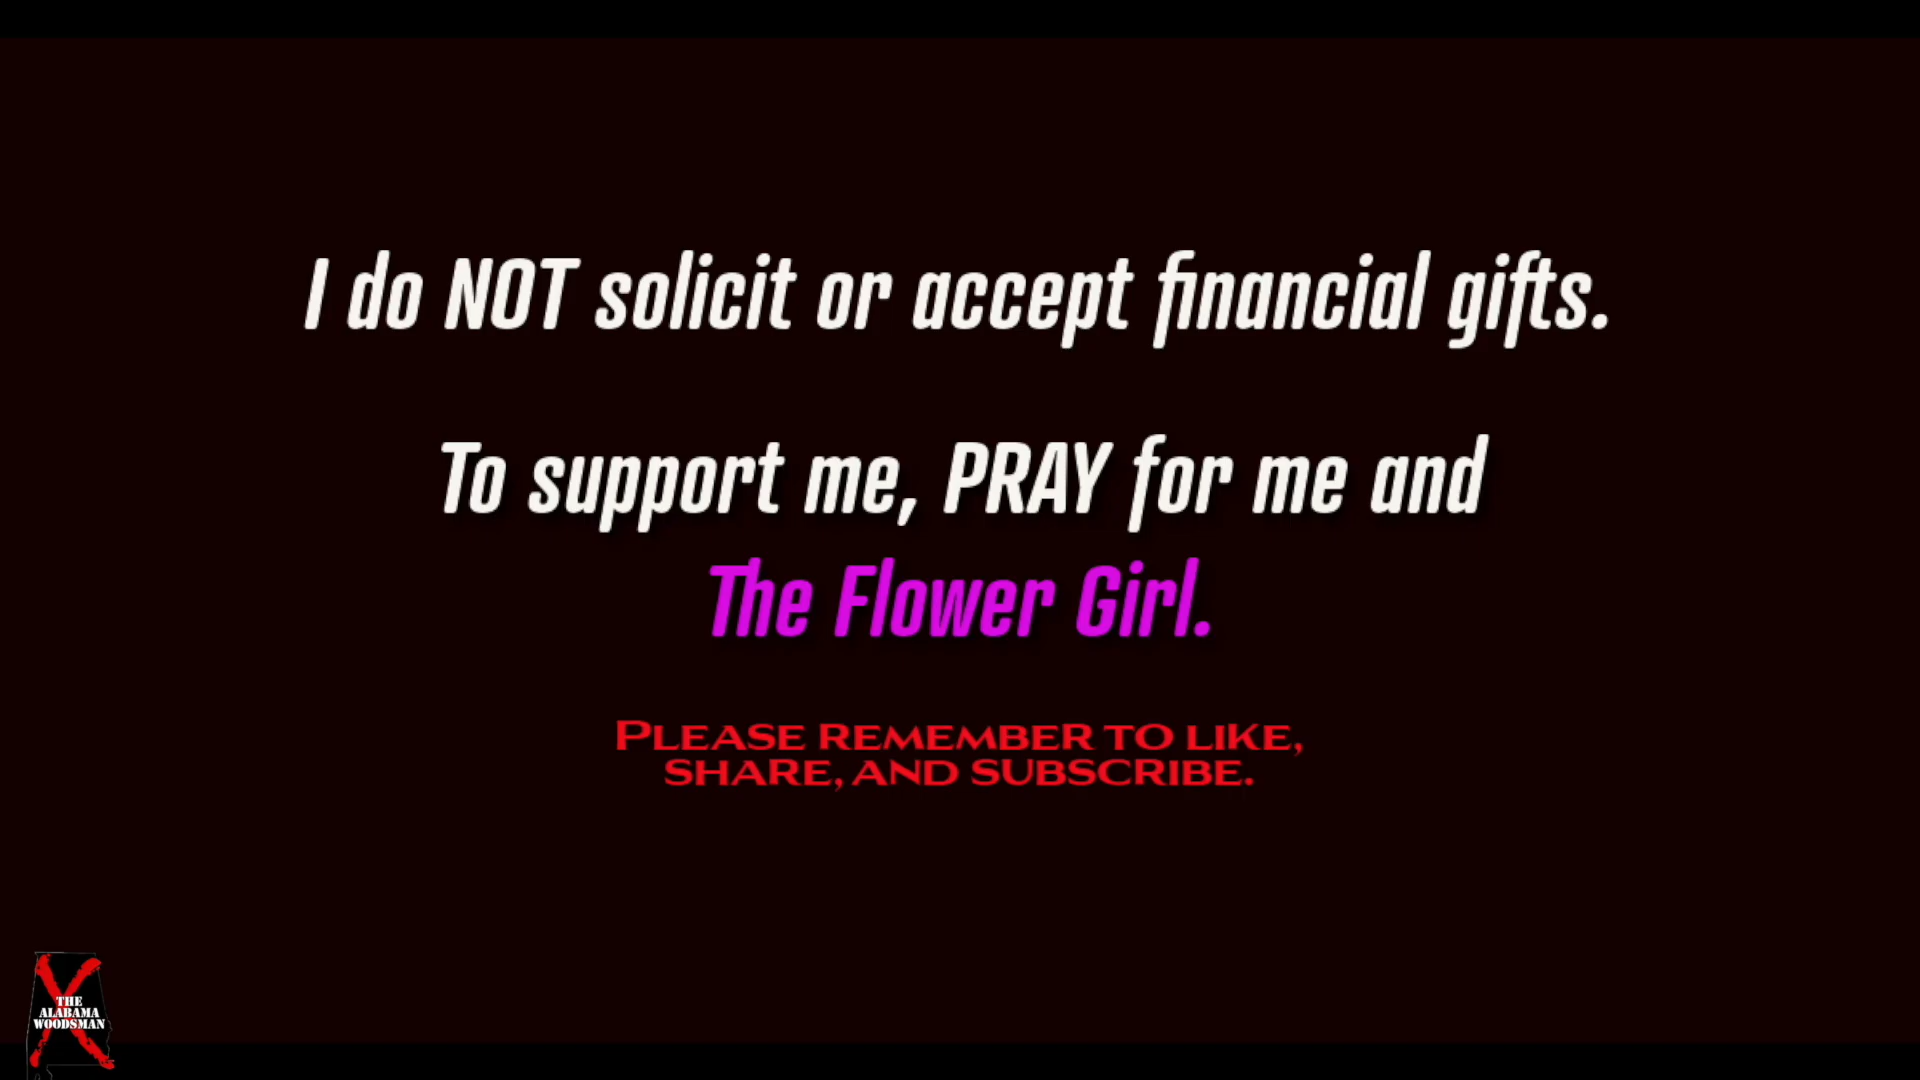 I do NOT solicit or accept financial gifts.
To support me, PRAY for me and
The Flower Girl.
PLEASE REMEMBER TO LIKE,
SHARE, AND SUBSCRIBE.
THE
ALABAMA
WOODSMAN